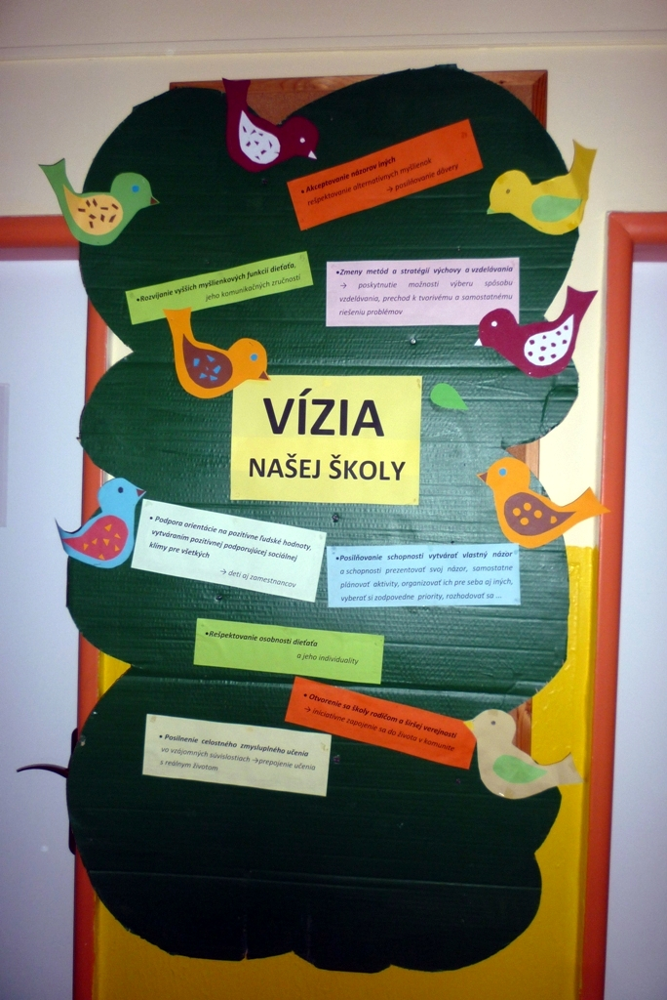 • Akceptovanie názorov iných
rešpektovanie alternatívnych myšlienok
→ posilňovanie dôvery
•Rozvíjanie vyšších myšlienkových funkcií dieťaťa,
jeho komunikačných zručností
•Zmeny metód a stratégií výchovy a vzdelávania
→ poskytnutie možnosti výberu spôsobu
vzdelávania, prechod k tvorivému a samostatnému
riešeniu problémov
VÍZIA
NAŠEJ ŠKOLY
• Podpora orientácie na pozitívne ľudské hodnoty,
vytváraním pozitívnej podporujúcej sociálnej
klímy pre všetkých
→ deti aj zamestnancov
•Posilňovanie schopnosti vytvárať vlastný názor
a schopnosti prezentovať svoj názor, samostatne
plánovať aktivity, organizovať ich pre seba aj iných,
vyberať si zodpovedne priority, rozhodovať sa ...
•Rešpektovanie osobnosti dieťaťa
a jeho individuality
• Otvorenie sa školy rodičom a širšej verejnosti
→ iniciatívne zapojenie sa do života v komunite
• Posilnenie celostného zmysluplného učenia
vo vzájomných súvislostiach →prepojenie učenia
s reálnym životom